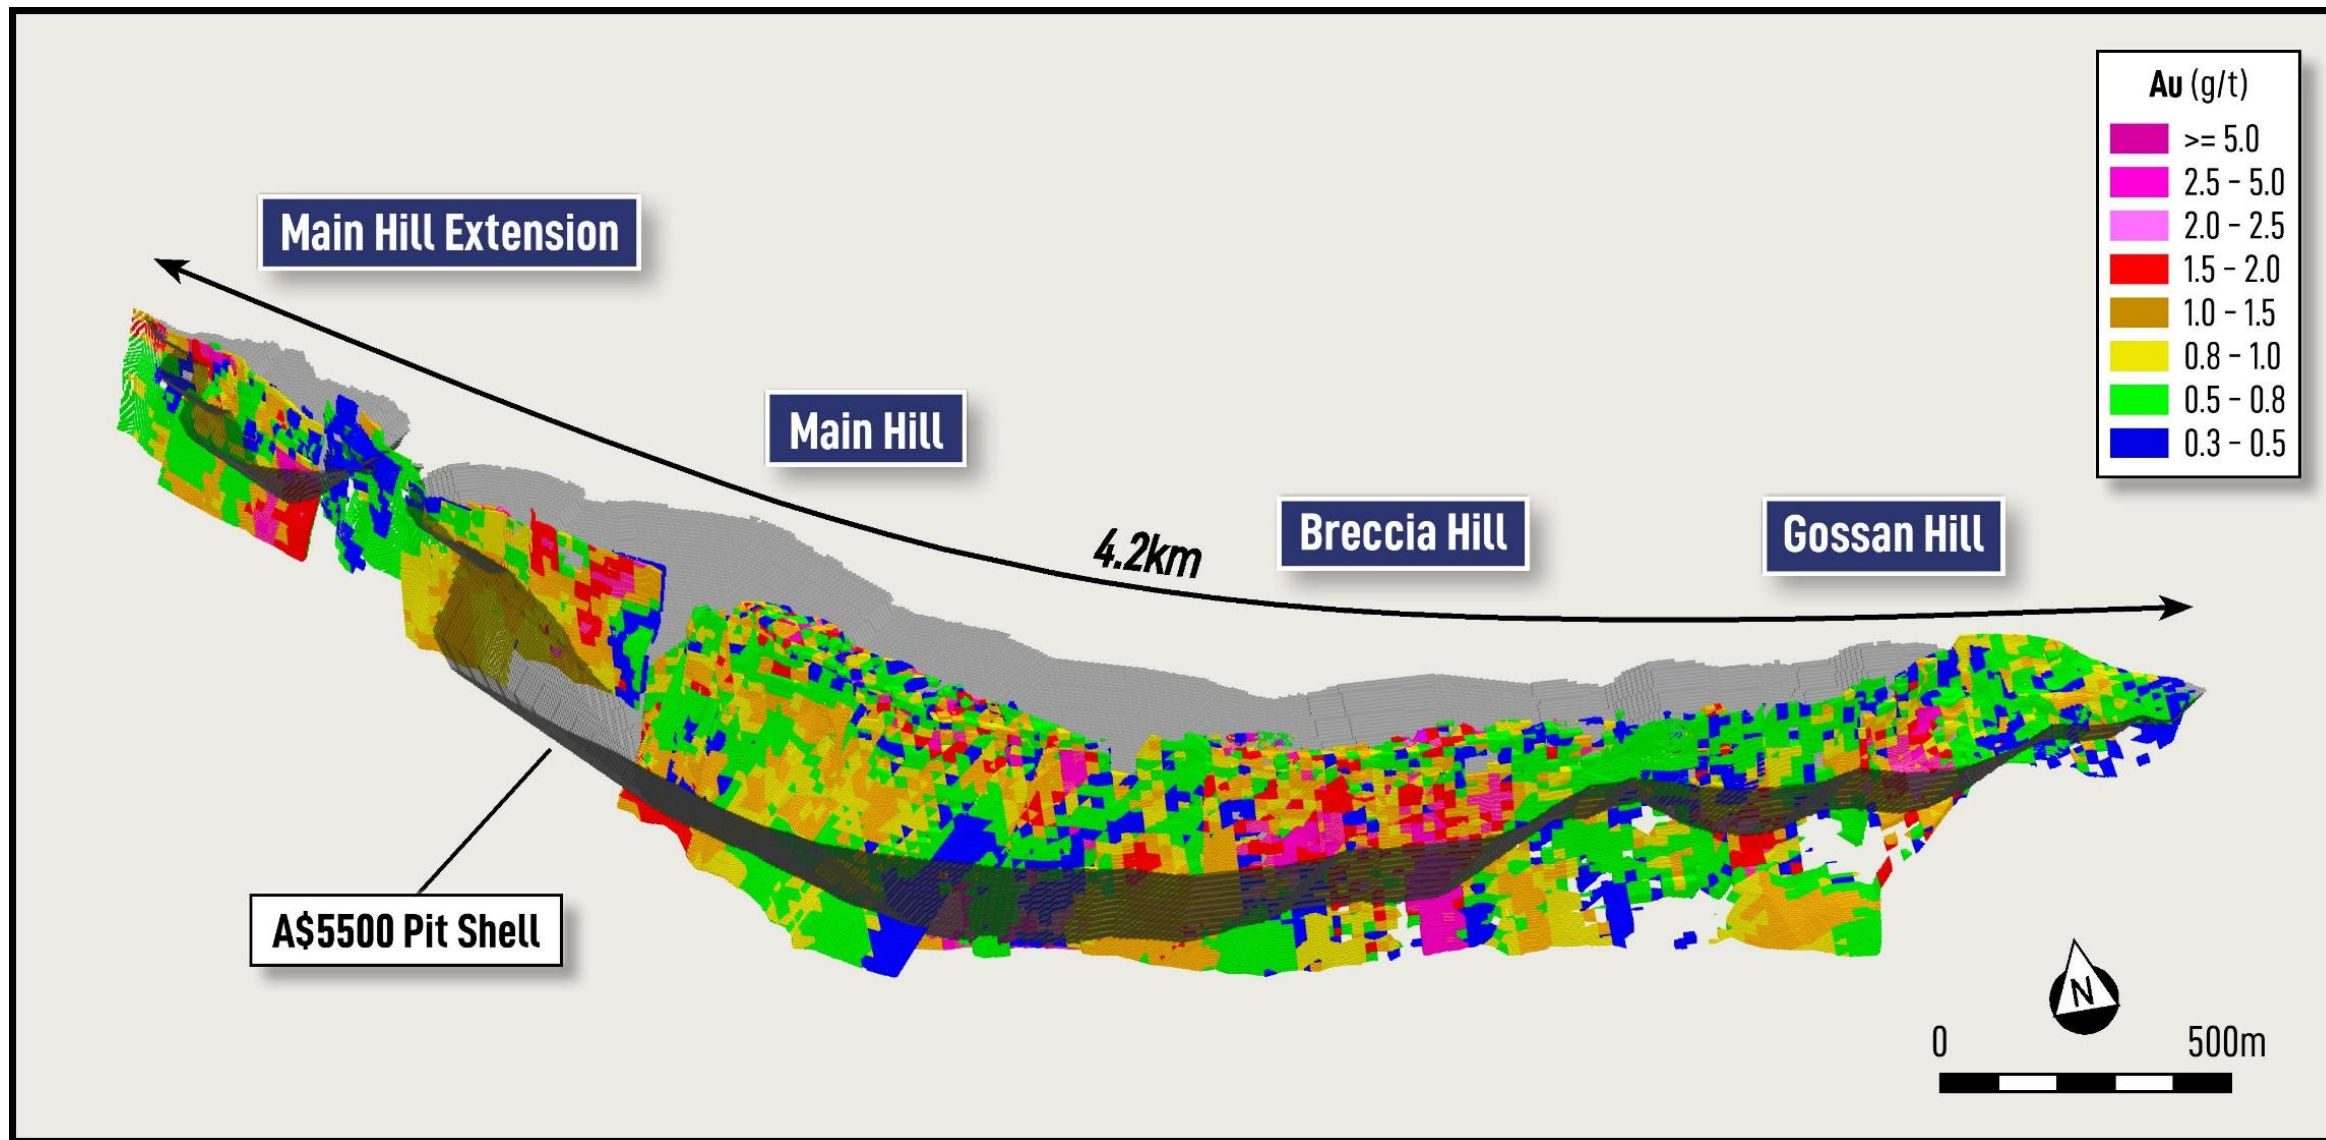 Au (g/t)
>= 5.0
2.5 – 5.0
2.0 – 2.5
1.5 – 2.0
1.0 – 1.5
0.8 – 1.0
0.5 – 0.8
0.3 – 0.5
Main Hill Extension
Main Hill
4.2km
Breccia Hill
Gossan Hill
A$5500 Pit Shell
N
0 500m